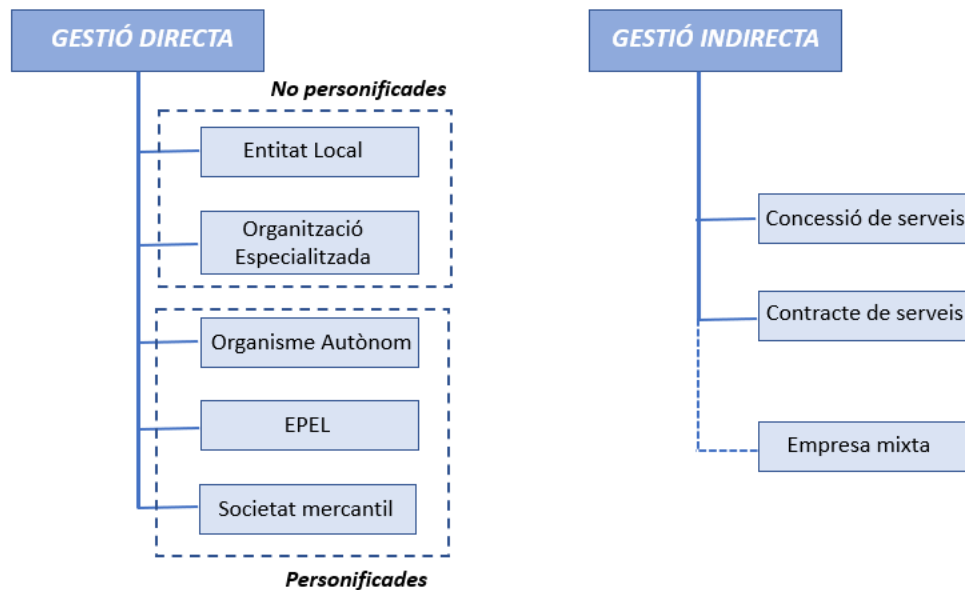 GESTIÓ DIRECTA
No personificades
Entitat Local
Organització
Especialitzada
Organisme Autònom
EPEL
Societat mercantil
Personificades
GESTIÓ INDIRECTA
Concessió de serveis
Contracte de serveis
Empresa mixta